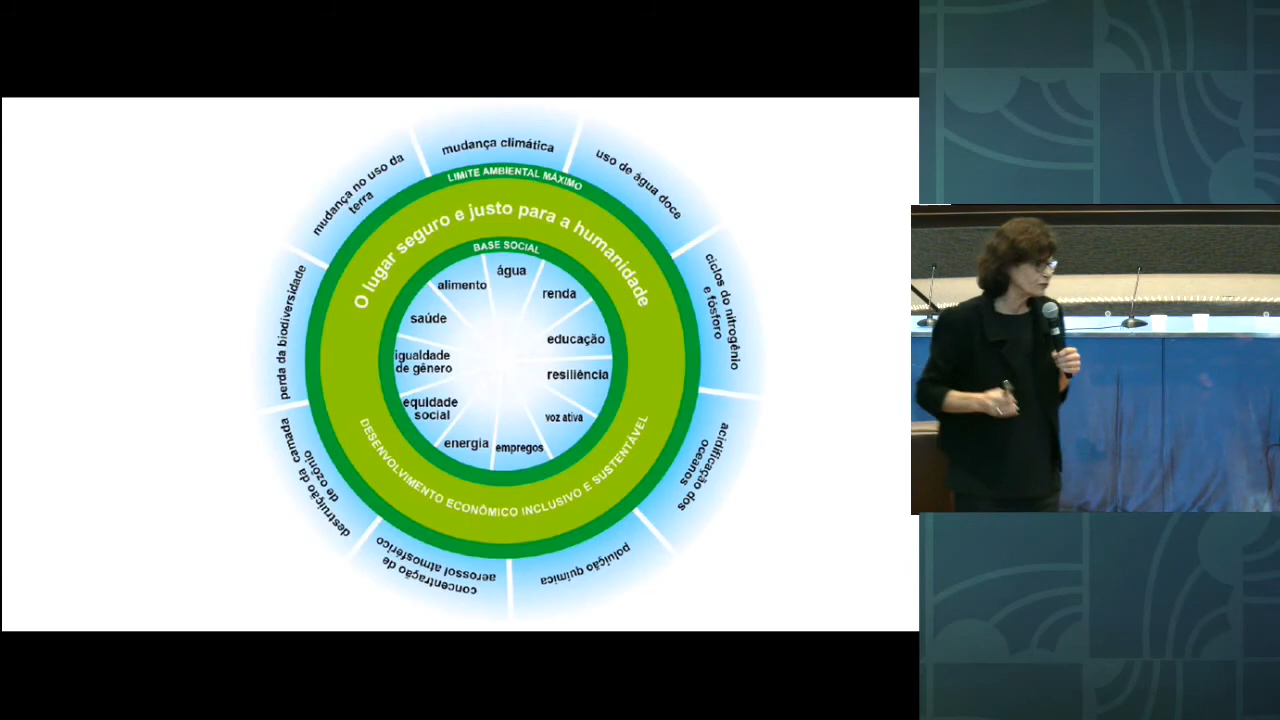 mudança climática
uso de água doce
ciclos do nitrogênio
e fósforo
acidificação dos
oceanos
poluição química
concentração de
aerossol atmosférico
destruição da camada
de ozônio
perda da biodiversidade
mudança no uso da
terra
LIMITE AMBIENTAL MÁXIMO
O lugar seguro e justo para a humanidade
BASE SOCIAL
água
renda
educação
resiliência
voz ativa
empregos
energia
equidade
social
igualdade
de gênero
saúde
alimento
DESENVOLVIMENTO ECONÔMICO INCLUSIVO E SUSTENTÁVEL